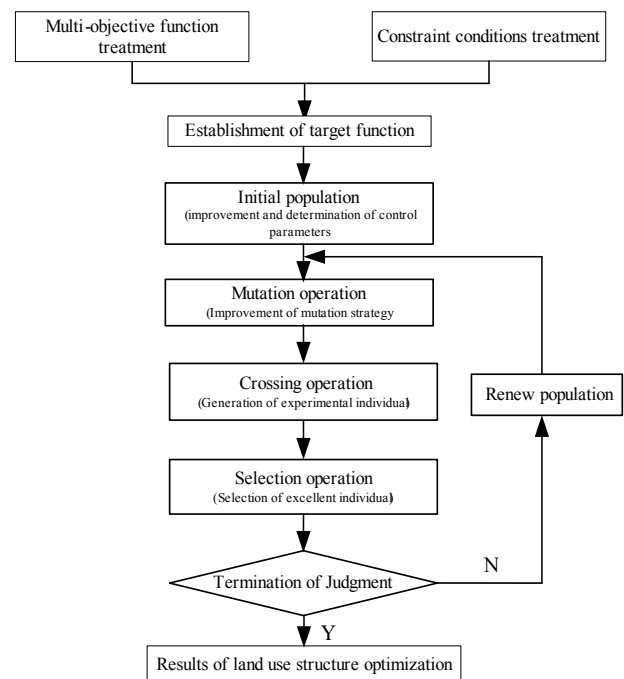 Multi-objective function
treatment
Constraint conditions treatment
Establishment of target function
Initial population
(improvement and determination of control
parameters
Mutation operation
(Improvement of mutation strategy
Crossing operation
(Generation of experimental individual)
Renew population
Selection operation
(Selection of excellent individual)
Termination of Judgment
N
Y
Results of land use structure optimization